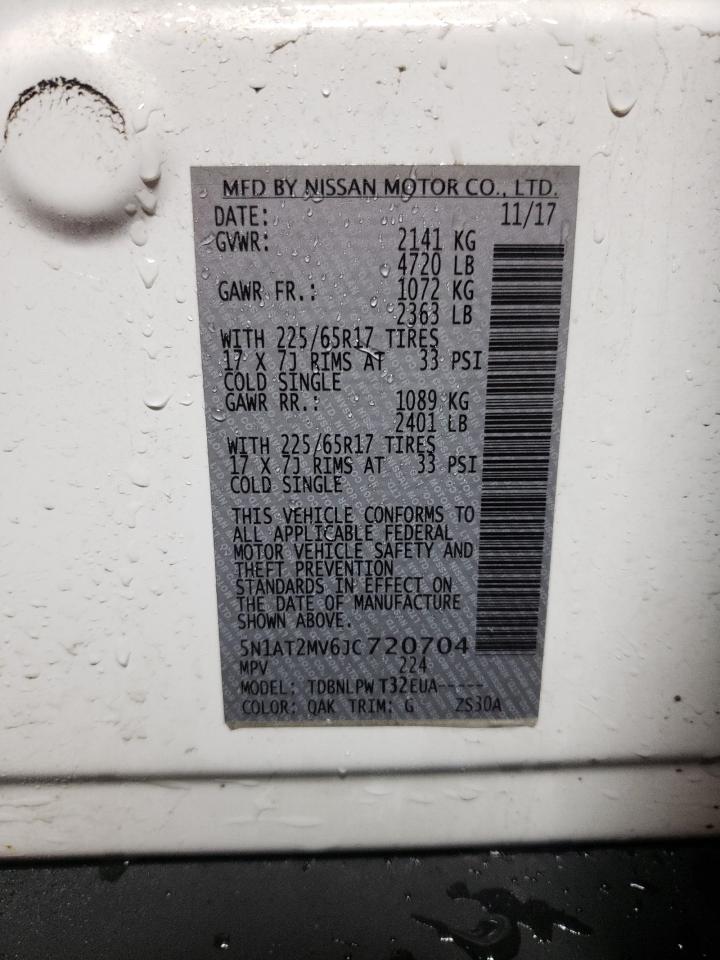 MFD BY NISSAN MOTOR CO., LTD.
DATE: 11/17
GVWR: 2141 KG
4720 LB
GAWR FR.: 1072 KG
2363 LB
WITH 225/65R17 TIRES
17 X 7J RIMS AT 33 PSI
COLD SINGLE
GAWR RR.: 1089 KG
2401 LB
WITH 225/65R17 TIRES
17 X 7J RIMS AT 33 PSI
COLD SINGLE
THIS VEHICLE CONFORMS TO
ALL APPLICABLE FEDERAL
MOTOR VEHICLE SAFETY AND
THEFT PREVENTION
STANDARDS IN EFFECT ON
THE DATE OF MANUFACTURE
SHOWN ABOVE.
5N1AT2MV6JC720704
MPV 224
MODEL: TDBNLPW T32EUA-----
COLOR: QAK TRIM: G ZS30A